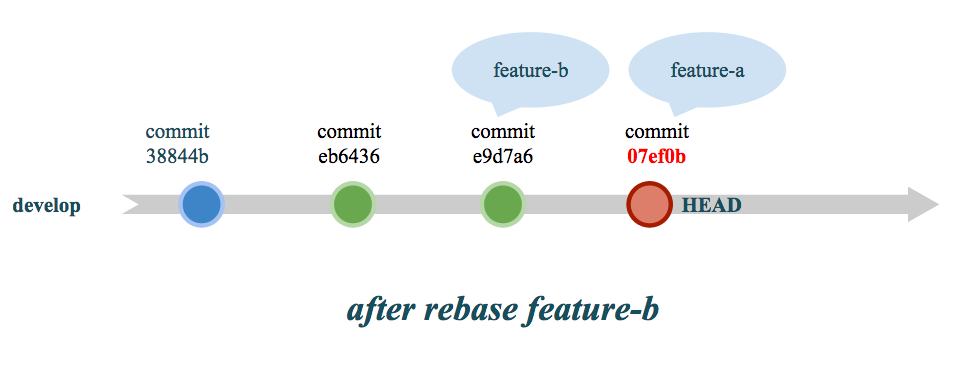 feature-b
feature-a
commit
38844b
commit
eb6436
commit
e9d7a6
commit
07ef0b
develop
HEAD
after rebase feature-b